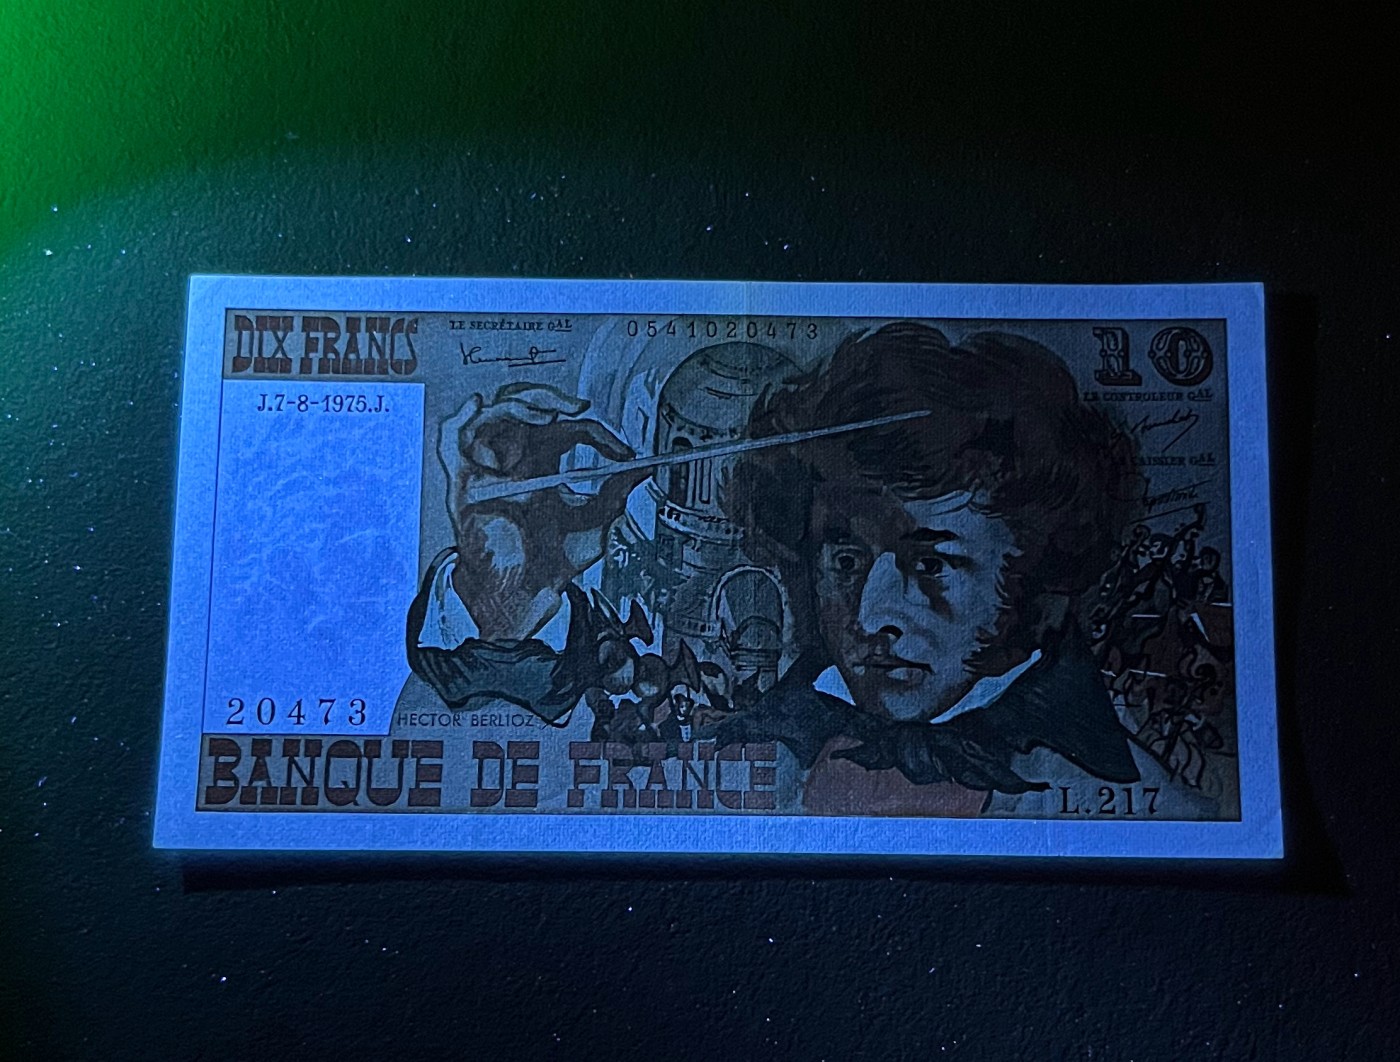 DIX FRANCS
LE SECRÉTAIRE GAL
0541020473
10
J.7-8-1975.J.
LE CONTROLEUR GAL
CAISSIER GAL
20473
HECTOR BERLIOZ
BANQUE DE FRANCE
L.217